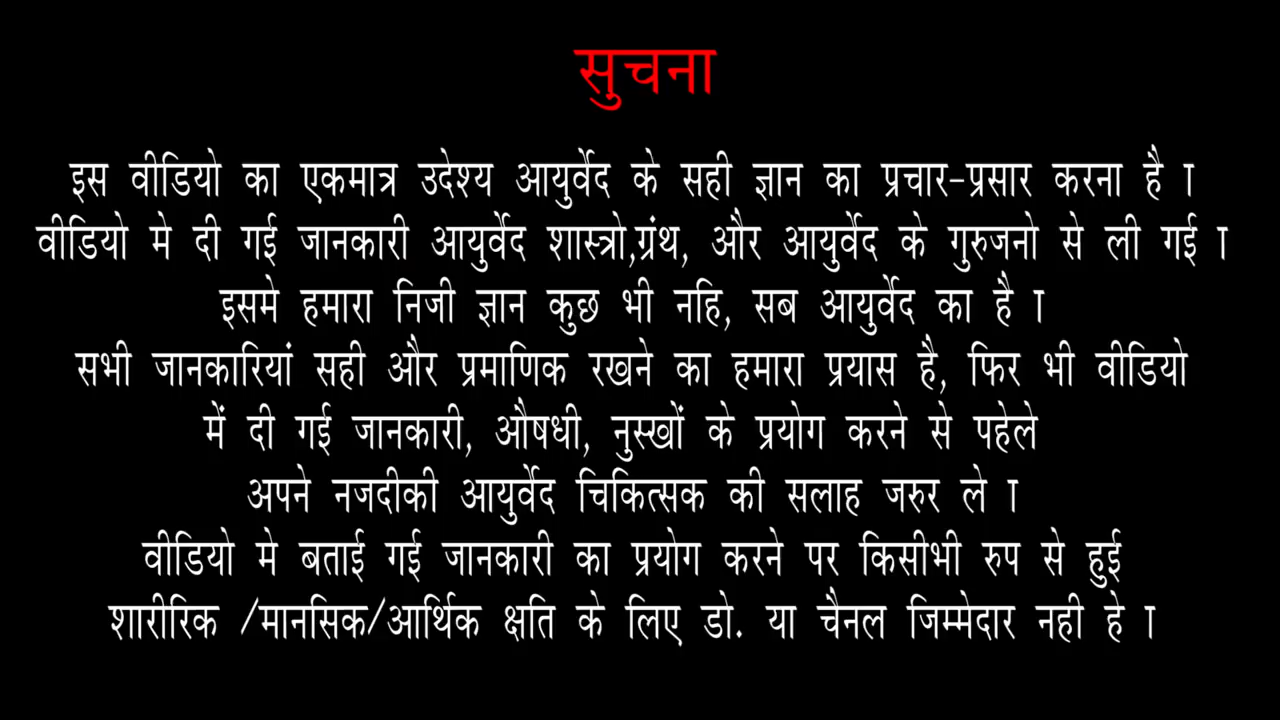 सुचना
इस वीडियो का एकमात्र उदेश्य आयुर्वेद के सही ज्ञान का प्रचार-प्रसार करना है ा
वीडियो मे दी गई जानकारी आयुर्वेद शास्त्रो,ग्रंथ, और आयुर्वेद के गुरुजनो से ली गई ा
इसमे हमारा निजी ज्ञान कुछ भी नहि, सब आयुर्वेद का है ा
सभी जानकारियां सही और प्रमाणिक रखने का हमारा प्रयास है, फिर भी वीडियो
में दी गई जानकारी, औषधी, नुस्खों के प्रयोग करने से पहेले
अपने नजदीकी आयुर्वेद चिकित्सक की सलाह जरुर ले ा
वीडियो मे बताई गई जानकारी का प्रयोग करने पर किसीभी रुप से हुई
शारीरिक /मानसिक/आर्थिक क्षति के लिए डो. या चैनल जिम्मेदार नही हे ा